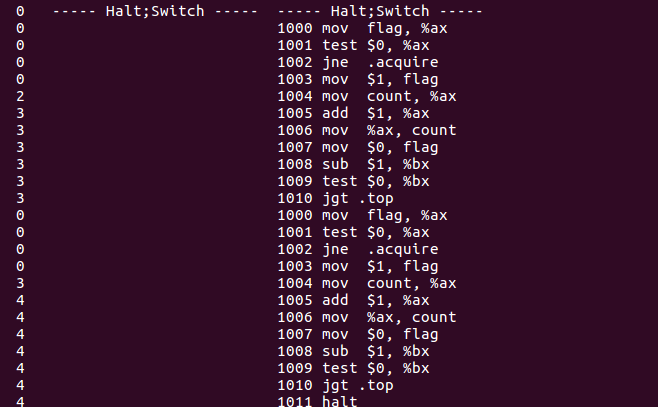 0 ----- Halt;Switch ----- ----- Halt;Switch -----
0 1000 mov flag, %ax
0 1001 test $0, %ax
0 1002 jne .acquire
0 1003 mov $1, flag
2 1004 mov count, %ax
3 1005 add $1, %ax
3 1006 mov %ax, count
3 1007 mov $0, flag
3 1008 sub $1, %bx
3 1009 test $0, %bx
3 1010 jgt .top
0 1000 mov flag, %ax
0 1001 test $0, %ax
0 1002 jne .acquire
0 1003 mov $1, flag
3 1004 mov count, %ax
4 1005 add $1, %ax
4 1006 mov %ax, count
4 1007 mov $0, flag
4 1008 sub $1, %bx
4 1009 test $0, %bx
4 1010 jgt .top
4 1011 halt